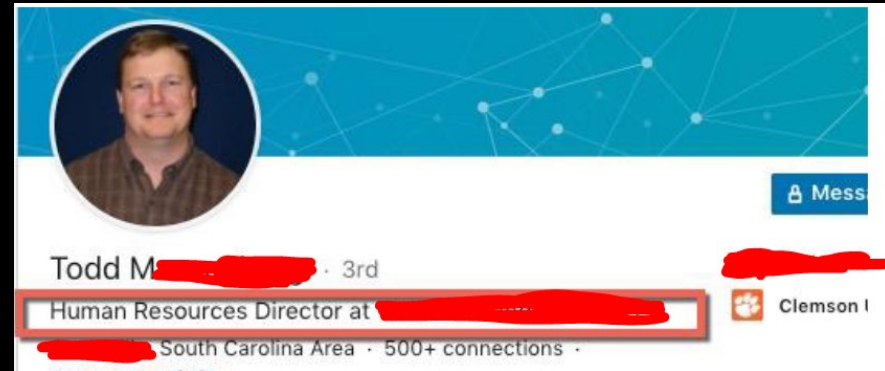 Mess
Todd M · 3rd
Human Resources Director at
Clemson U
South Carolina Area · 500+ connections ·